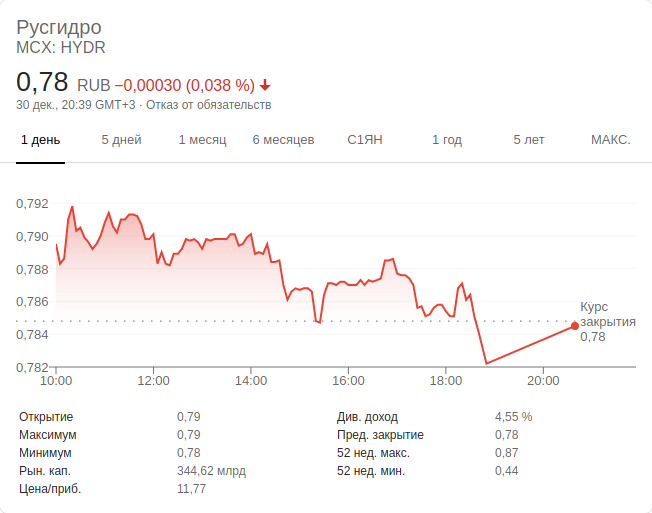 Русгидро
MCX: HYDR
0,78 RUB −0,00030 (0,038 %)
30 дек., 20:39 GMT+3 · Отказ от обязательств
1 день 5 дней 1 месяц 6 месяцев С1ЯН 1 год 5 лет МАКС.
0,792
0,790
0,788
0,786
0,784
0,782
Курс
закрытия
0,78
10:00 12:00 14:00 16:00 18:00 20:00
Открытие 0,79 Див. доход 4,55 %
Максимум 0,79 Пред. закрытие 0,78
Минимум 0,78 52 нед. макс. 0,87
Рын. кап. 344,62 млрд 52 нед. мин. 0,44
Цена/приб. 11,77